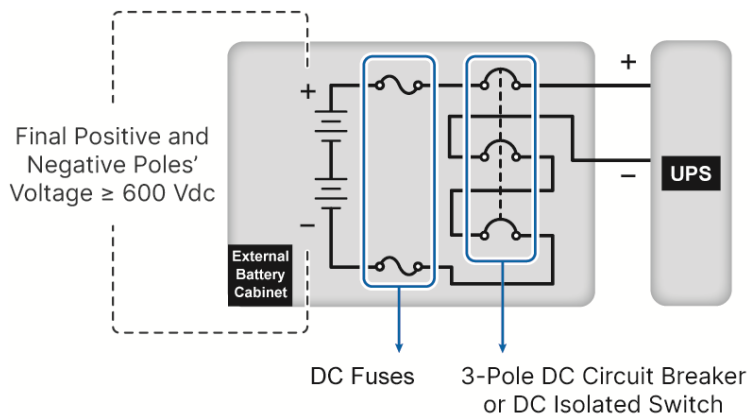 +
+
Final Positive and
Negative Poles’
Voltage ≥ 600 Vdc
−
UPS
−
External
Battery
Cabinet
DC Fuses
3-Pole DC Circuit Breaker
or DC Isolated Switch